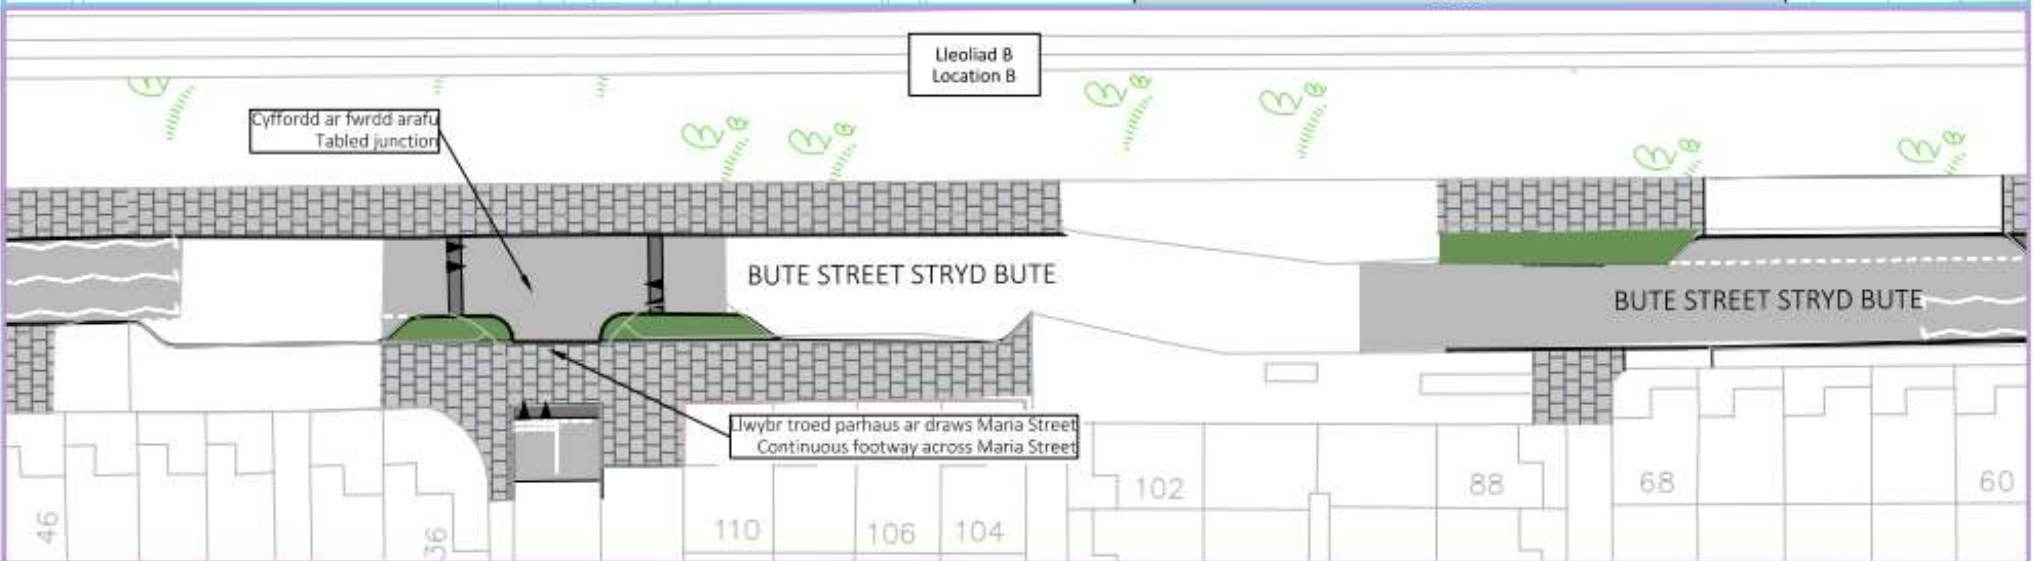 Lleoliad B
Location B
Cyffordd ar fwrdd arafu
Tabled junction
BUTE STREET STRYD BUTE
BUTE STREET STRYD BUTE
Llwybr troed parhaus ar draws Maria Street
Continuous footway across Maria Street
46
36
110
106
104
102
88
68
60